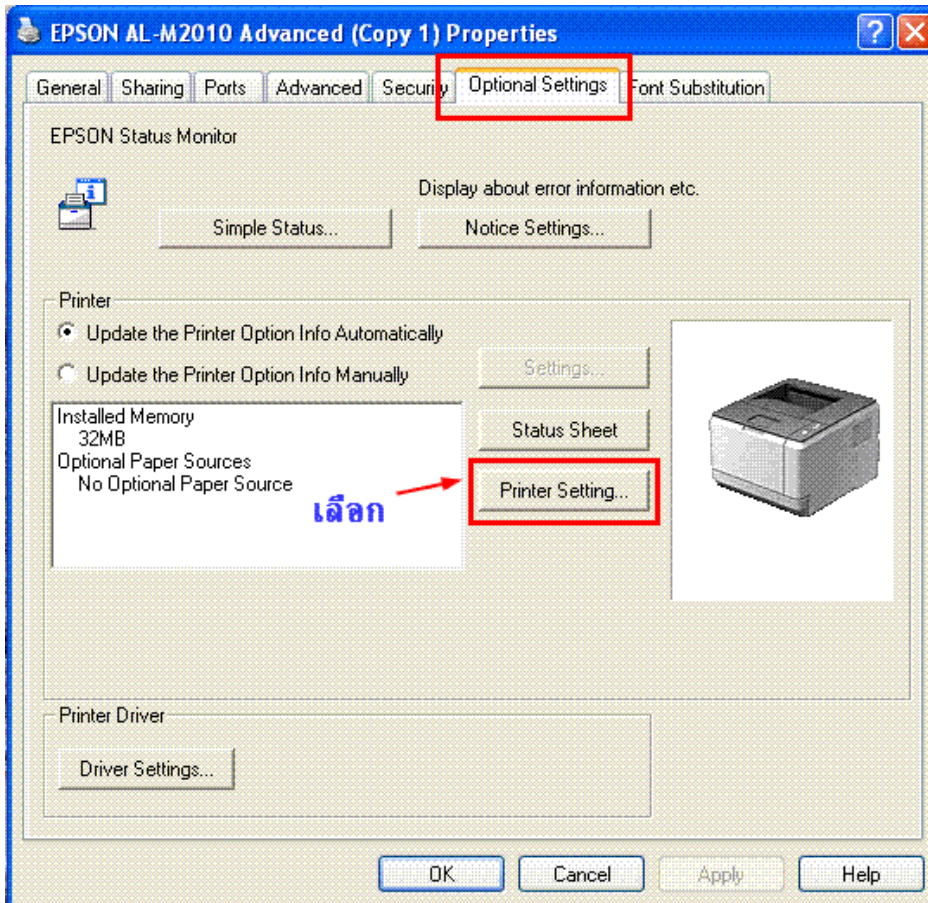 EPSON AL-M2010 Advanced (Copy 1) Properties
General Sharing Ports Advanced Security Optional Settings Font Substitution
EPSON Status Monitor
Display about error information etc.
Simple Status... Notice Settings...
Printer
Update the Printer Option Info Automatically
Update the Printer Option Info Manually
Settings...
Installed Memory
32MB
Optional Paper Sources
No Optional Paper Source
Status Sheet
Printer Setting...
เลือก
Printer Driver
Driver Settings...
OK Cancel Apply Help